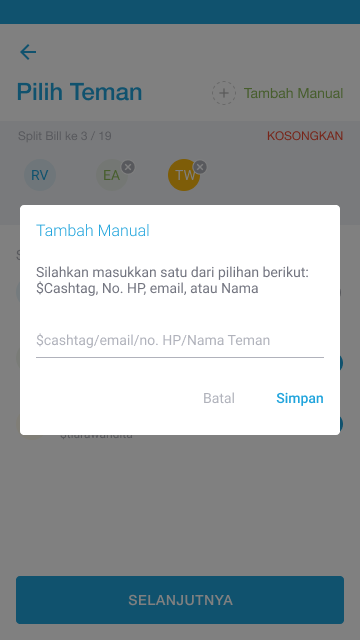 Pilih Teman
Tambah Manual
Split Bill ke 3 / 19
KOSONGKAN
RV
EA
TW
Tambah Manual
Silahkan masukkan satu dari pilihan berikut:
$Cashtag, No. HP, email, atau Nama
$cashtag/email/no. HP/Nama Teman
Batal
Simpan
SELANJUTNYA